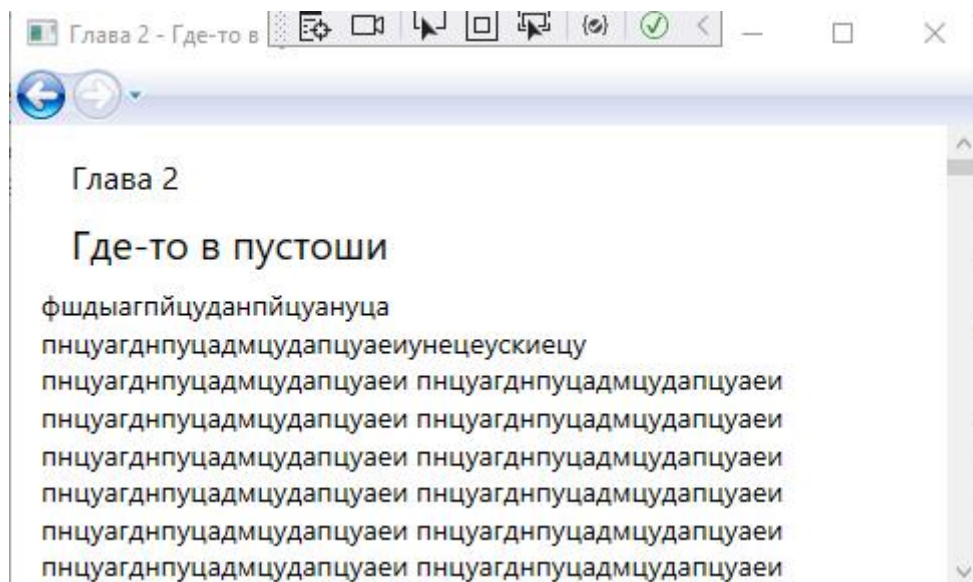 Глава 2 - Где-то в
Глава 2
Где-то в пустоши
фшдыагпйцуданпйцуануца
пнцуагднпуцадмцудапцуаеиунецеускиецу
пнцуагднпуцадмцудапцуаеи пнцуагднпуцадмцудапцуаеи
пнцуагднпуцадмцудапцуаеи пнцуагднпуцадмцудапцуаеи
пнцуагднпуцадмцудапцуаеи пнцуагднпуцадмцудапцуаеи
пнцуагднпуцадмцудапцуаеи пнцуагднпуцадмцудапцуаеи
пнцуагднпуцадмцудапцуаеи пнцуагднпуцадмцудапцуаеи
пнцуагднпуцадмцудапцуаеи пнцуагднпуцадмцудапцуаеи